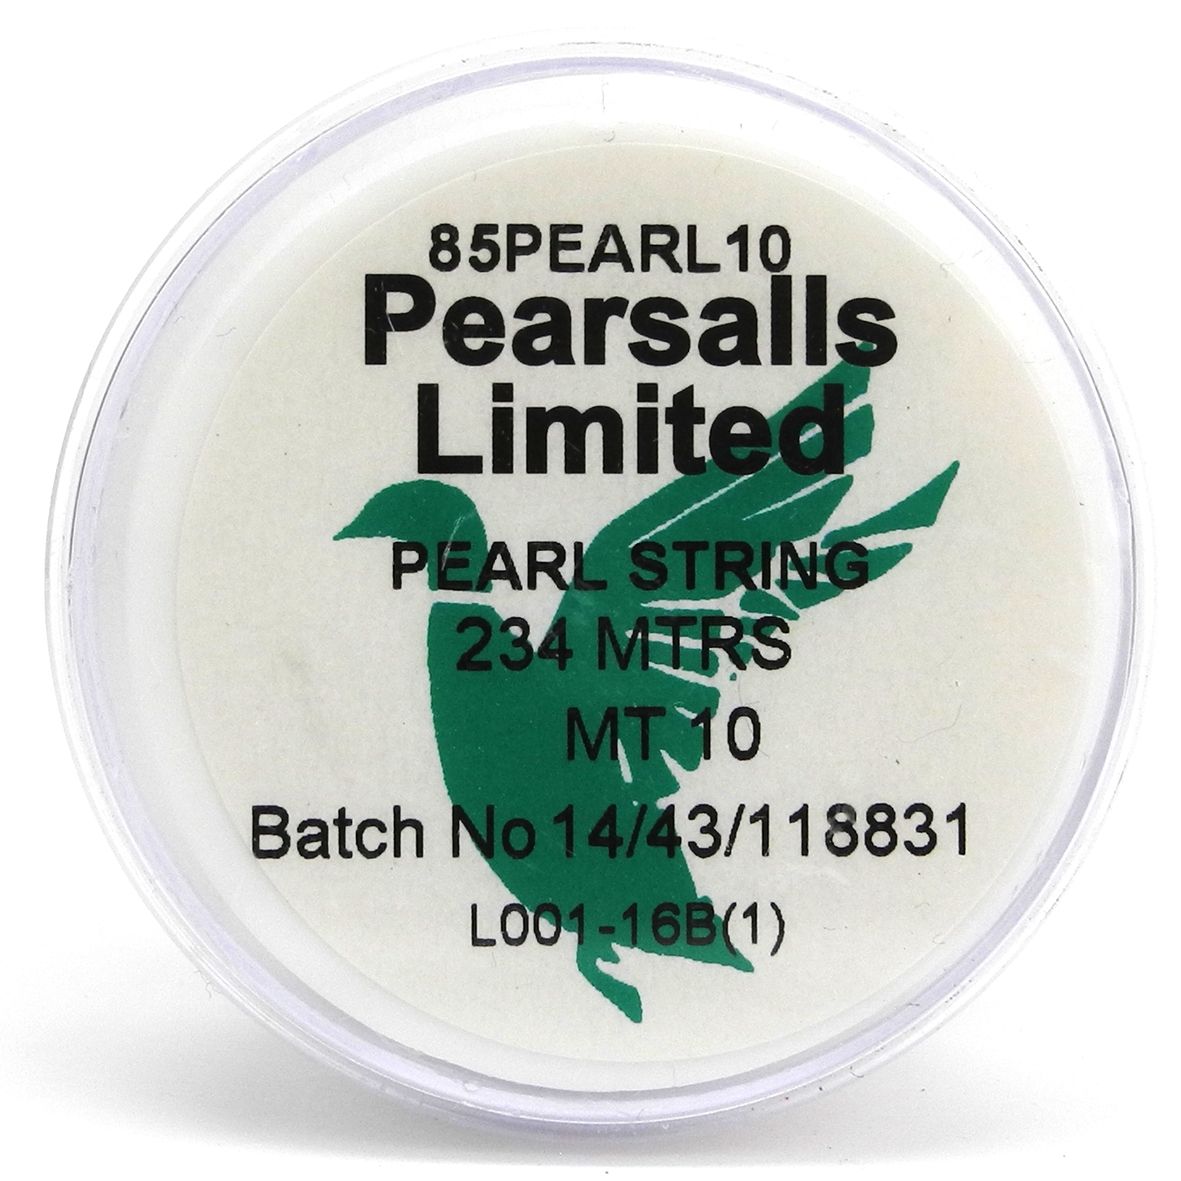 85PEARL10
Pearsalls
Limited
PEARL STRING
234 MTRS
MT 10
Batch No 14/43/118831
L001-16B(1)